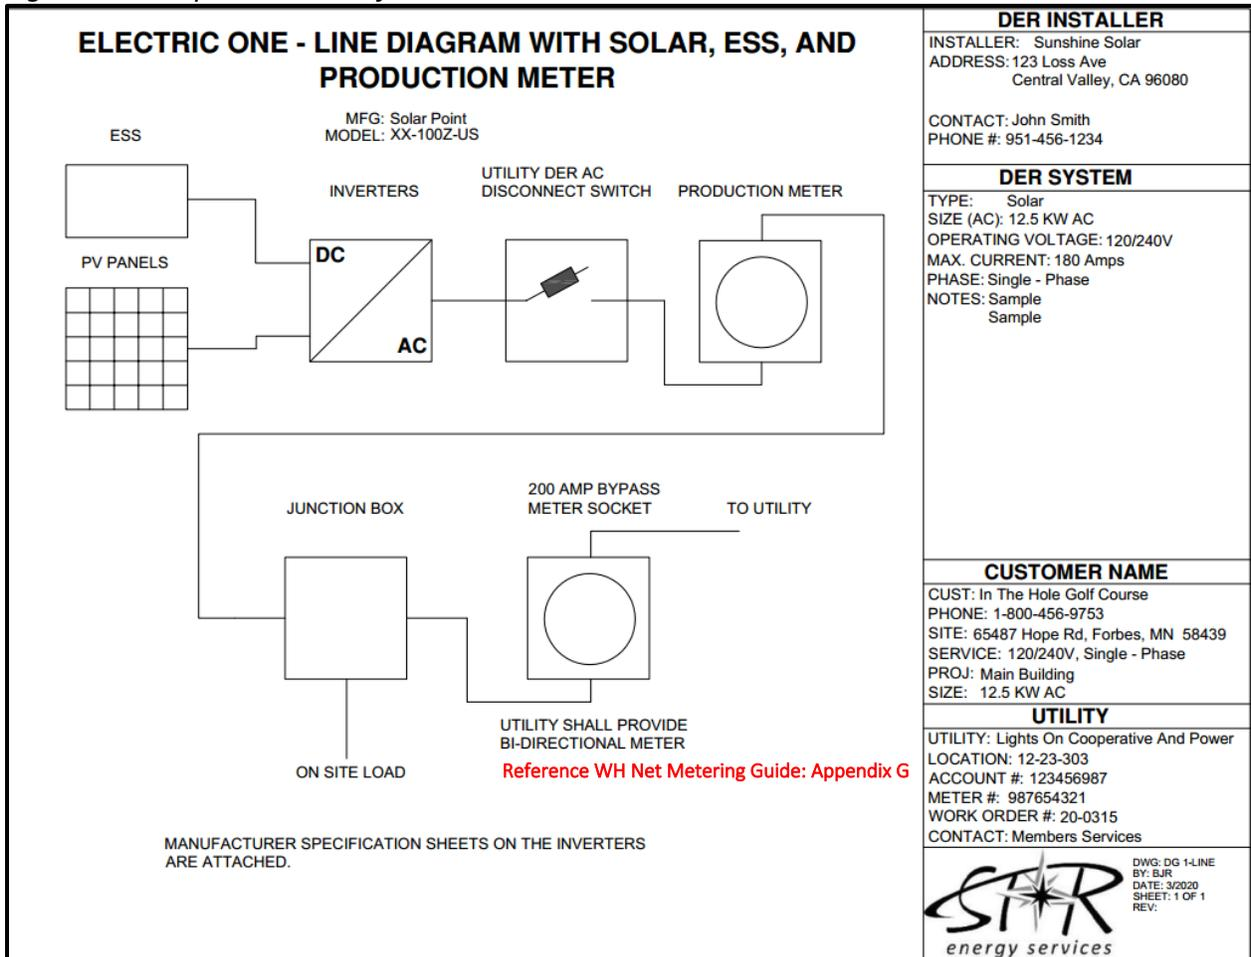 ELECTRIC ONE - LINE DIAGRAM WITH SOLAR, ESS, AND
PRODUCTION METER
MFG: Solar Point
MODEL: XX-100Z-US
ESS
INVERTERS
UTILITY DER AC
DISCONNECT SWITCH
PRODUCTION METER
PV PANELS
DC
AC
JUNCTION BOX
200 AMP BYPASS
METER SOCKET
TO UTILITY
UTILITY SHALL PROVIDE
BI-DIRECTIONAL METER
ON SITE LOAD
Reference WH Net Metering Guide: Appendix G
MANUFACTURER SPECIFICATION SHEETS ON THE INVERTERS
ARE ATTACHED.
DER INSTALLER
INSTALLER: Sunshine Solar
ADDRESS: 123 Loss Ave
Central Valley, CA 96080
CONTACT: John Smith
PHONE #: 951-456-1234
DER SYSTEM
TYPE: Solar
SIZE (AC): 12.5 KW AC
OPERATING VOLTAGE: 120/240V
MAX. CURRENT: 180 Amps
PHASE: Single - Phase
NOTES: Sample
Sample
CUSTOMER NAME
CUST: In The Hole Golf Course
PHONE: 1-800-456-9753
SITE: 65487 Hope Rd, Forbes, MN 58439
SERVICE: 120/240V, Single - Phase
PROJ: Main Building
SIZE: 12.5 KW AC
UTILITY
UTILITY: Lights On Cooperative And Power
LOCATION: 12-23-303
ACCOUNT #: 123456987
METER #: 987654321
WORK ORDER #: 20-0315
CONTACT: Members Services
STAR
energy services
DWG: DG 1-LINE
BY: BJR
DATE: 3/2020
SHEET: 1 OF 1
REV: